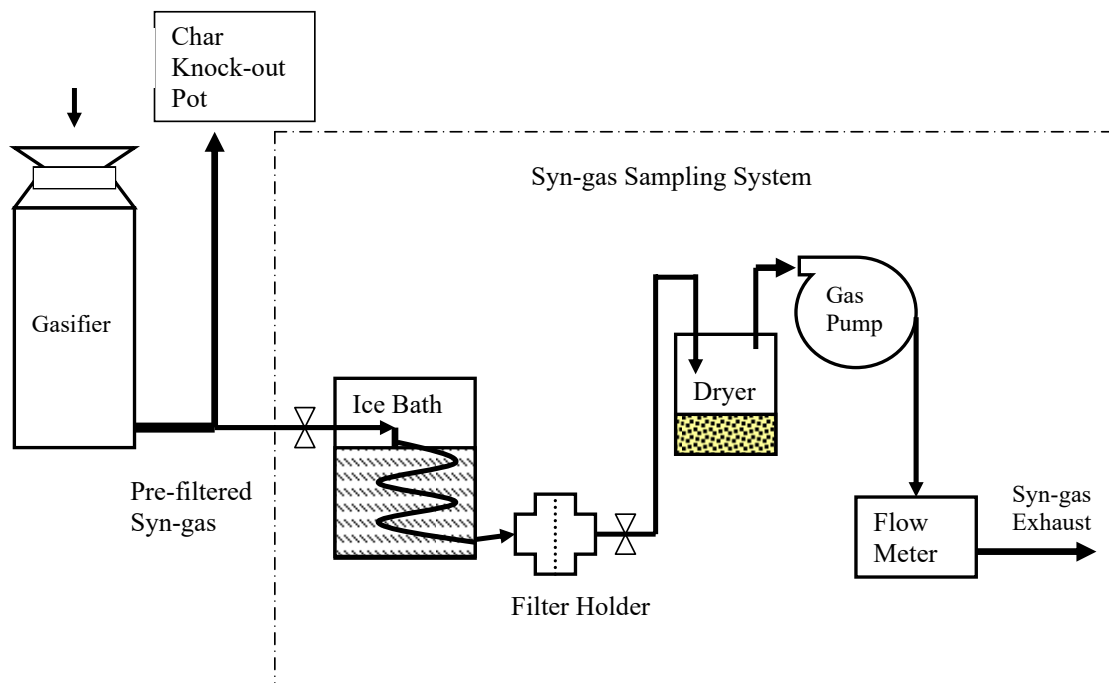 Char
Knock-out
Pot
Syn-gas Sampling System
Gasifier
Gas
Pump
Ice Bath
Dryer
Pre-filtered
Syn-gas
Flow
Meter
Syn-gas
Exhaust
Filter Holder